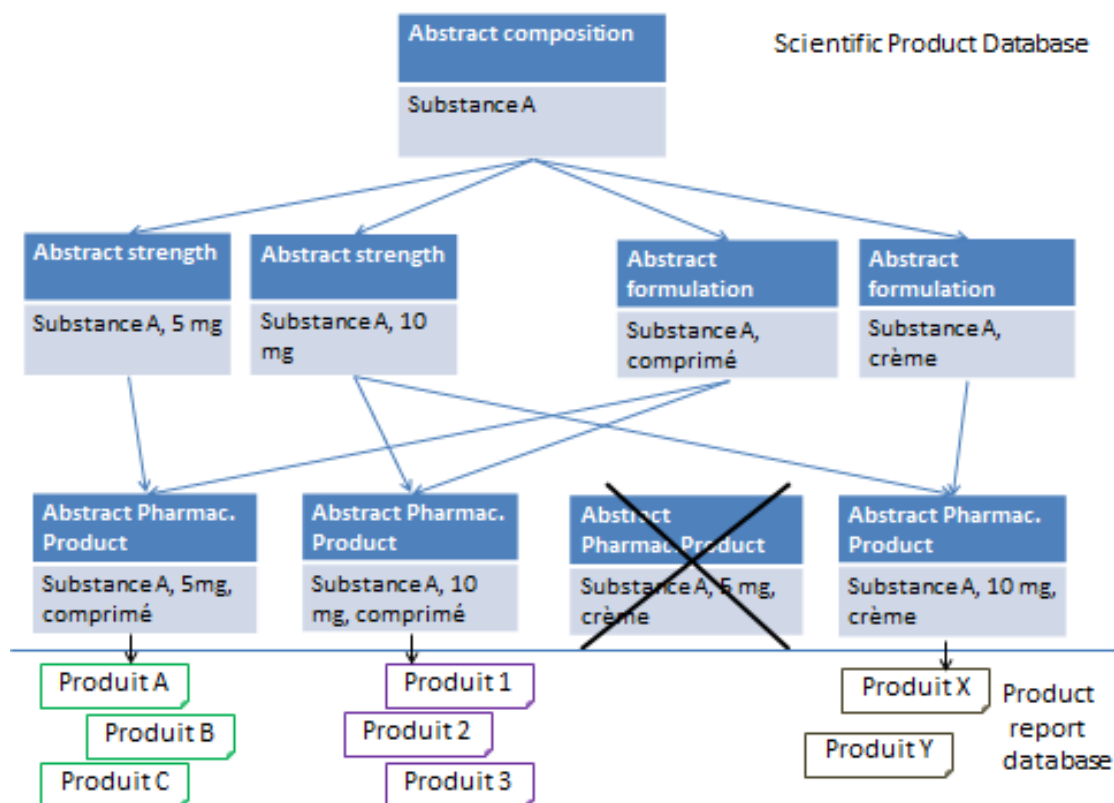 Abstract composition
Scientific Product Database
Substance A
Abstract strength
Substance A, 5 mg
Abstract strength
Substance A, 10
mg
Abstract
formulation
Substance A,
comprimé
Abstract
formulation
Substance A,
crème
Abstract Pharmac.
Product
Substance A, 5mg,
comprimé
Abstract Pharmac.
Product
Substance A, 10
mg, comprimé
Abstract
Pharmac.Product
Substance A, 5 mg,
crème
Abstract Pharmac.
Product
Substance A, 10 mg,
crème
Produit A
Produit B
Produit C
Produit 1
Produit 2
Produit 3
Produit X
Produit Y
Product
report
database